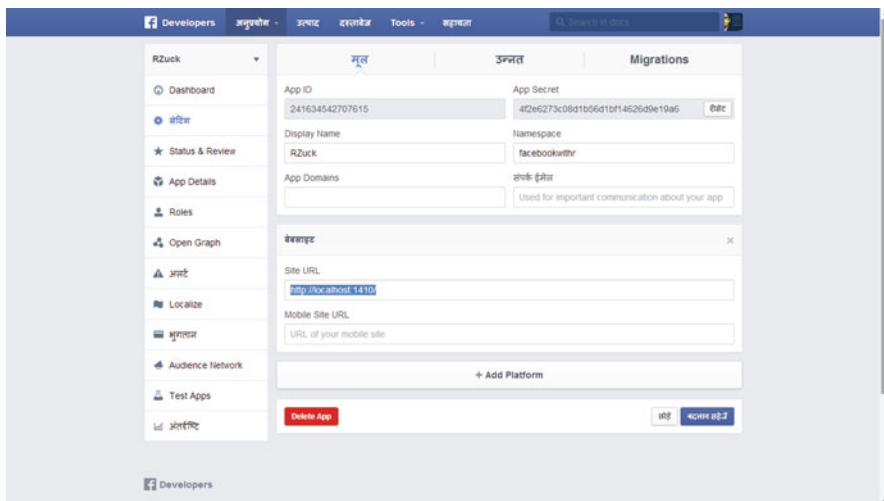 Developers अनुप्रयोग उत्पाद दस्तावेज़ Tools सहायता Search in docs
RZuck
Dashboard
सेटिंग
Status & Review
App Details
Roles
Open Graph
अलर्ट
Localize
भुगतान
Audience Network
Test Apps
अंतर्दृष्टि
मूल उन्नत Migrations
App ID App Secret
241634542707615 4f2e6273c08d1b56d1bf14626d9e19a6 रीसेट
Display Name Namespace
RZuck facebookwithr
App Domains संपर्क ईमेल
Used for important communication about your app
वेबसाइट
Site URL
http://localhost:1410/
Mobile Site URL
URL of your mobile site
+ Add Platform
Delete App छोड़ें बदलाव सहेजें
Developers